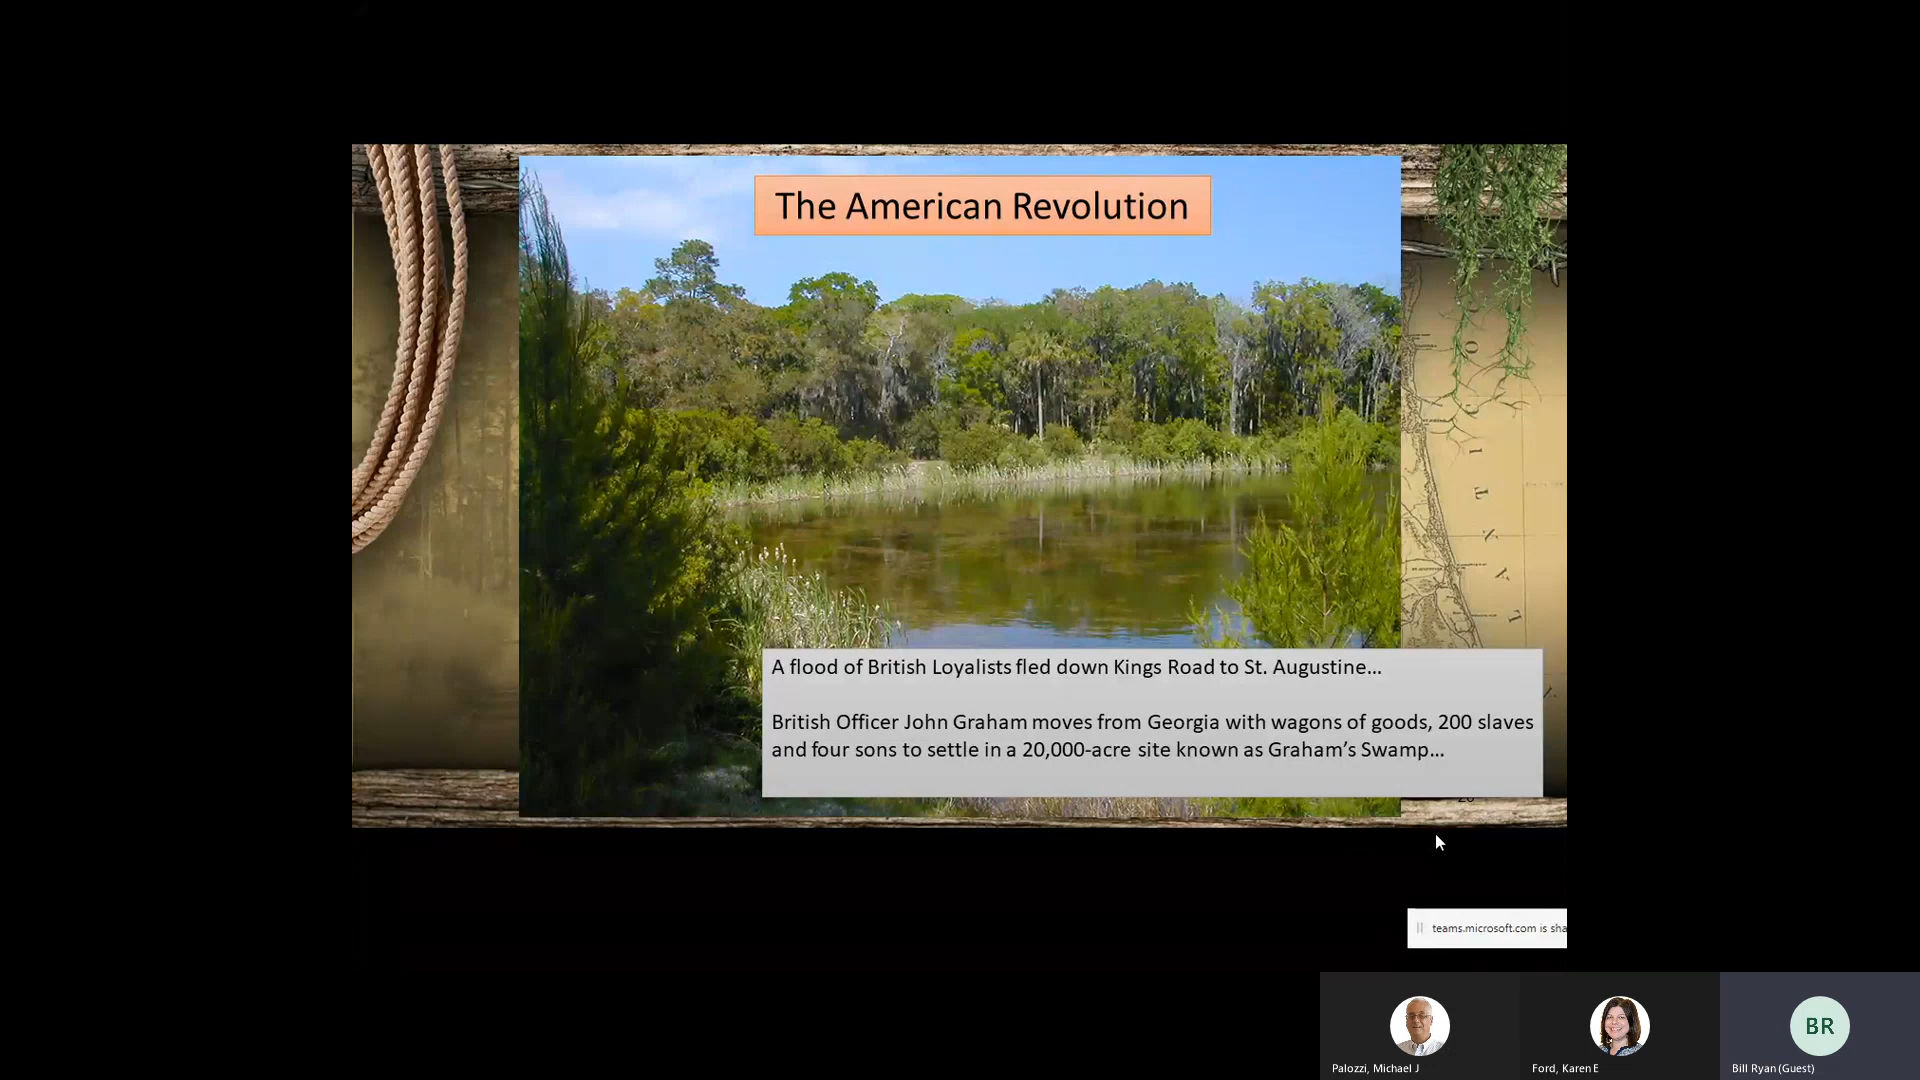 The American Revolution
A flood of British Loyalists fled down Kings Road to St. Augustine...
British Officer John Graham moves from Georgia with wagons of goods, 200 slaves
and four sons to settle in a 20,000-acre site known as Graham's Swamp...
teams.microsoft.com is sha
Palozzi, Michael J
Ford, Karen E
BR
Bill Ryan (Guest)